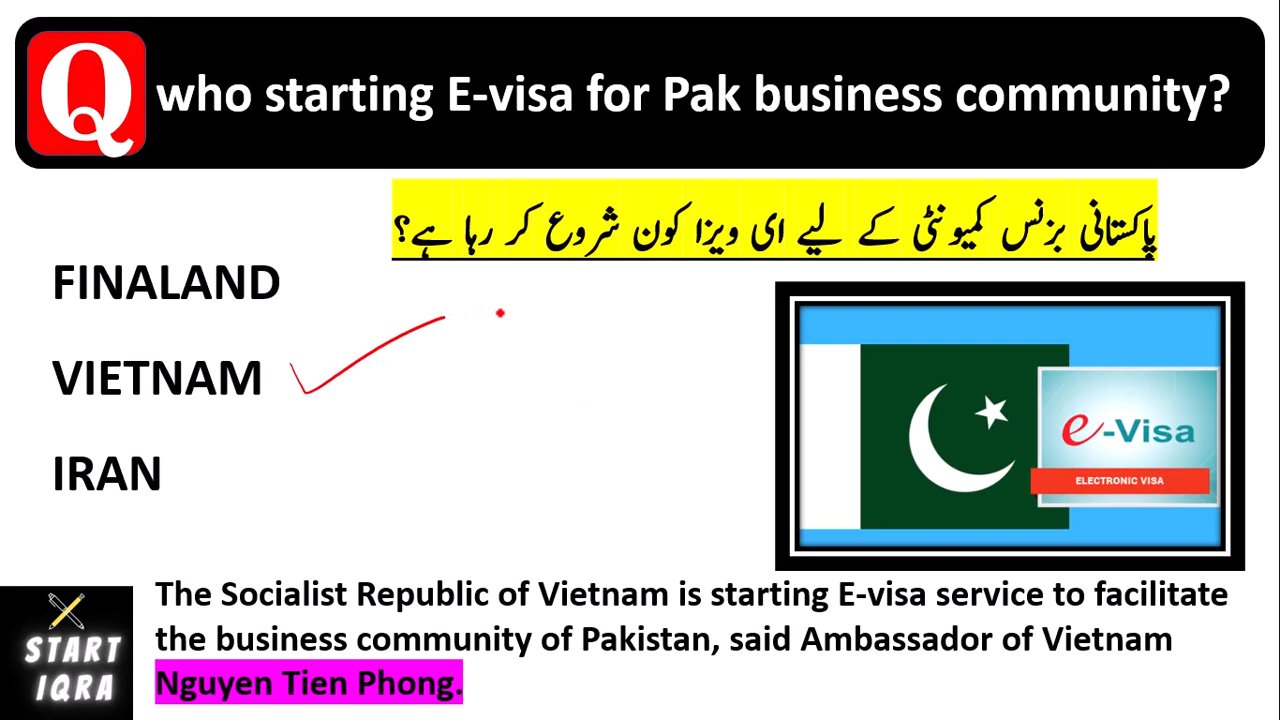 Q who starting E-visa for Pak business community?
پاکستانی بزنس کمیونٹی کے لیے ای ویزا کون شروع کر رہا ہے؟
FINALAND
VIETNAM
IRAN
e-Visa
ELECTRONIC VISA
The Socialist Republic of Vietnam is starting E-visa service to facilitate
the business community of Pakistan, said Ambassador of Vietnam
Nguyen Tien Phong.
START
IQRA